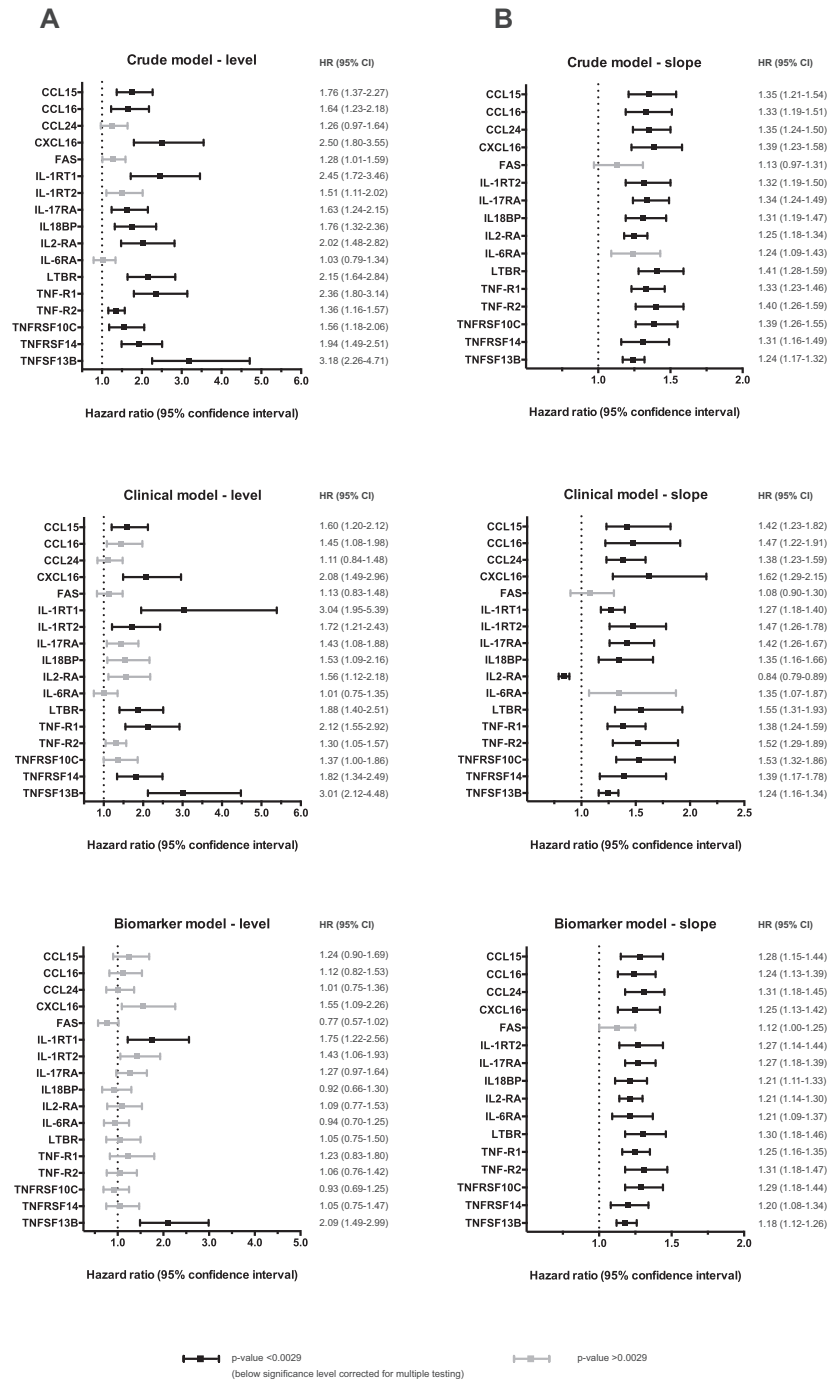 A
B
Crude model - level HR (95% CI)
CCL15 1.76 (1.37-2.27)
CCL16 1.64 (1.23-2.18)
CCL24 1.26 (0.97-1.64)
CXCL16 2.50 (1.80-3.55)
FAS 1.28 (1.01-1.59)
IL-1RT1 2.45 (1.72-3.46)
IL-1RT2 1.51 (1.11-2.02)
IL-17RA 1.63 (1.24-2.15)
IL18BP 1.76 (1.32-2.36)
IL2-RA 2.02 (1.48-2.82)
IL-6RA 1.03 (0.79-1.34)
LTBR 2.15 (1.64-2.84)
TNF-R1 2.36 (1.80-3.14)
TNF-R2 1.36 (1.16-1.57)
TNFRSF10C 1.56 (1.18-2.06)
TNFRSF14 1.94 (1.49-2.51)
TNFSF13B 3.18 (2.26-4.71)
1.0 2.0 3.0 4.0 5.0 6.0
Hazard ratio (95% confidence interval)
Crude model - slope HR (95% CI)
CCL15 1.35 (1.21-1.54)
CCL16 1.33 (1.19-1.51)
CCL24 1.35 (1.24-1.50)
CXCL16 1.39 (1.23-1.58)
FAS 1.13 (0.97-1.31)
IL-1RT2 1.32 (1.19-1.50)
IL-17RA 1.34 (1.24-1.49)
IL18BP 1.31 (1.19-1.47)
IL2-RA 1.25 (1.18-1.34)
IL-6RA 1.24 (1.09-1.43)
LTBR 1.41 (1.28-1.59)
TNF-R1 1.33 (1.23-1.46)
TNF-R2 1.40 (1.26-1.59)
TNFRSF10C 1.39 (1.26-1.55)
TNFRSF14 1.31 (1.16-1.49)
TNFSF13B 1.24 (1.17-1.32)
1.0 1.5 2.0
Hazard ratio (95% confidence interval)
Clinical model - level HR (95% CI)
CCL15 1.60 (1.20-2.12)
CCL16 1.45 (1.08-1.98)
CCL24 1.11 (0.84-1.48)
CXCL16 2.08 (1.49-2.96)
FAS 1.13 (0.83-1.48)
IL-1RT1 3.04 (1.95-5.39)
IL-1RT2 1.72 (1.21-2.43)
IL-17RA 1.43 (1.08-1.88)
IL18BP 1.53 (1.09-2.16)
IL2-RA 1.56 (1.12-2.18)
IL-6RA 1.01 (0.75-1.35)
LTBR 1.88 (1.40-2.51)
TNF-R1 2.12 (1.55-2.92)
TNF-R2 1.30 (1.05-1.57)
TNFRSF10C 1.37 (1.00-1.86)
TNFRSF14 1.82 (1.34-2.49)
TNFSF13B 3.01 (2.12-4.48)
1.0 2.0 3.0 4.0 5.0 6.0
Hazard ratio (95% confidence interval)
Clinical model - slope HR (95% CI)
CCL15 1.42 (1.23-1.82)
CCL16 1.47 (1.22-1.91)
CCL24 1.38 (1.23-1.59)
CXCL16 1.62 (1.29-2.15)
FAS 1.08 (0.90-1.30)
IL-1RT1 1.27 (1.18-1.40)
IL-1RT2 1.47 (1.26-1.78)
IL-17RA 1.42 (1.26-1.67)
IL18BP 1.35 (1.16-1.66)
IL2-RA 0.84 (0.79-0.89)
IL-6RA 1.35 (1.07-1.87)
LTBR 1.55 (1.31-1.93)
TNF-R1 1.38 (1.24-1.59)
TNF-R2 1.52 (1.29-1.89)
TNFRSF10C 1.53 (1.32-1.86)
TNFRSF14 1.39 (1.17-1.78)
TNFSF13B 1.24 (1.16-1.34)
1.0 1.5 2.0 2.5
Hazard ratio (95% confidence interval)
Biomarker model - level HR (95% CI)
CCL15 1.24 (0.90-1.69)
CCL16 1.12 (0.82-1.53)
CCL24 1.01 (0.75-1.36)
CXCL16 1.55 (1.09-2.26)
FAS 0.77 (0.57-1.02)
IL-1RT1 1.75 (1.22-2.56)
IL-1RT2 1.43 (1.06-1.93)
IL-17RA 1.27 (0.97-1.64)
IL18BP 0.92 (0.66-1.30)
IL2-RA 1.09 (0.77-1.53)
IL-6RA 0.94 (0.70-1.25)
LTBR 1.05 (0.75-1.50)
TNF-R1 1.23 (0.83-1.80)
TNF-R2 1.06 (0.76-1.42)
TNFRSF10C 0.93 (0.69-1.25)
TNFRSF14 1.05 (0.75-1.47)
TNFSF13B 2.09 (1.49-2.99)
1.0 2.0 3.0 4.0 5.0
Hazard ratio (95% confidence interval)
Biomarker model - slope HR (95% CI)
CCL15 1.28 (1.15-1.44)
CCL16 1.24 (1.13-1.39)
CCL24 1.31 (1.18-1.45)
CXCL16 1.25 (1.13-1.42)
FAS 1.12 (1.00-1.25)
IL-1RT2 1.27 (1.14-1.44)
IL-17RA 1.27 (1.18-1.39)
IL18BP 1.21 (1.11-1.33)
IL2-RA 1.21 (1.14-1.30)
IL-6RA 1.21 (1.09-1.37)
LTBR 1.30 (1.18-1.46)
TNF-R1 1.25 (1.16-1.35)
TNF-R2 1.31 (1.18-1.47)
TNFRSF10C 1.29 (1.18-1.44)
TNFRSF14 1.20 (1.08-1.34)
TNFSF13B 1.18 (1.12-1.26)
1.0 1.5 2.0
Hazard ratio (95% confidence interval)
p-value <0.0029
(below significance level corrected for multiple testing)
p-value >0.0029